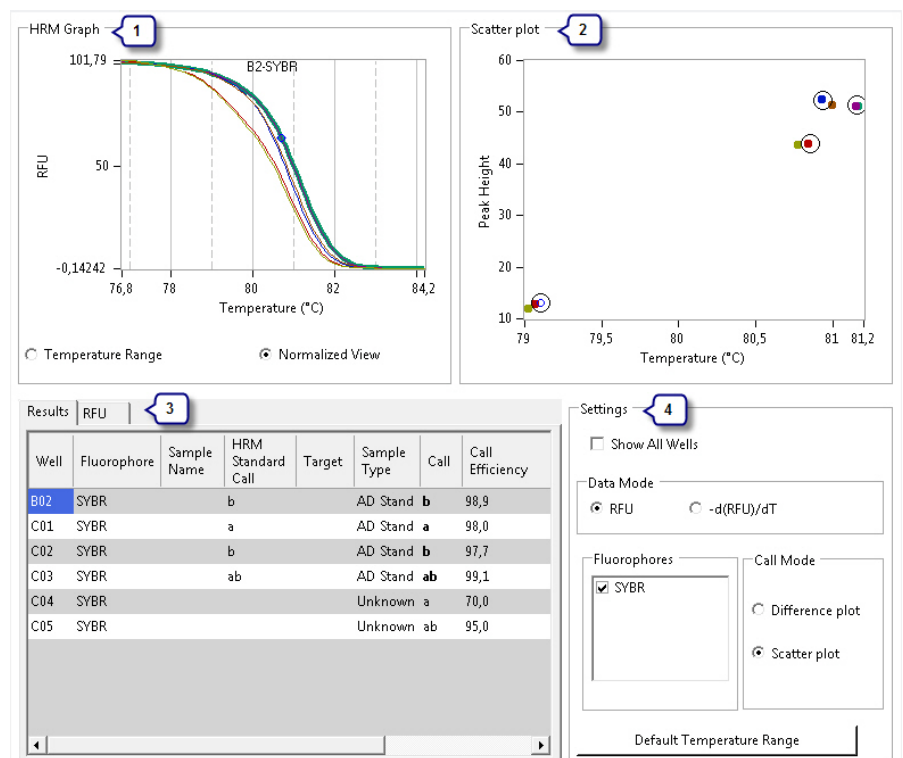 HRM Graph
1
101,79
B2-SYBR
RFU
50
-0,14242
76,8 78 80 82 84,2
Temperature (°C)
Temperature Range
Normalized View
Scatter plot
2
60
50
40
30
20
10
Peak Height
79 79,5 80 80,5 81 81,2
Temperature (°C)
Results RFU
3
Well Fluorophore Sample Name HRM Standard Call Target Sample Type Call Call Efficiency
B02 SYBR b AD Stand b 98,9
C01 SYBR a AD Stand a 98,0
C02 SYBR b AD Stand b 97,7
C03 SYBR ab AD Stand ab 99,1
C04 SYBR Unknown a 70,0
C05 SYBR Unknown ab 95,0
Settings
4
Show All Wells
Data Mode
RFU -d(RFU)/dT
Fluorophores
SYBR
Call Mode
Difference plot
Scatter plot
Default Temperature Range